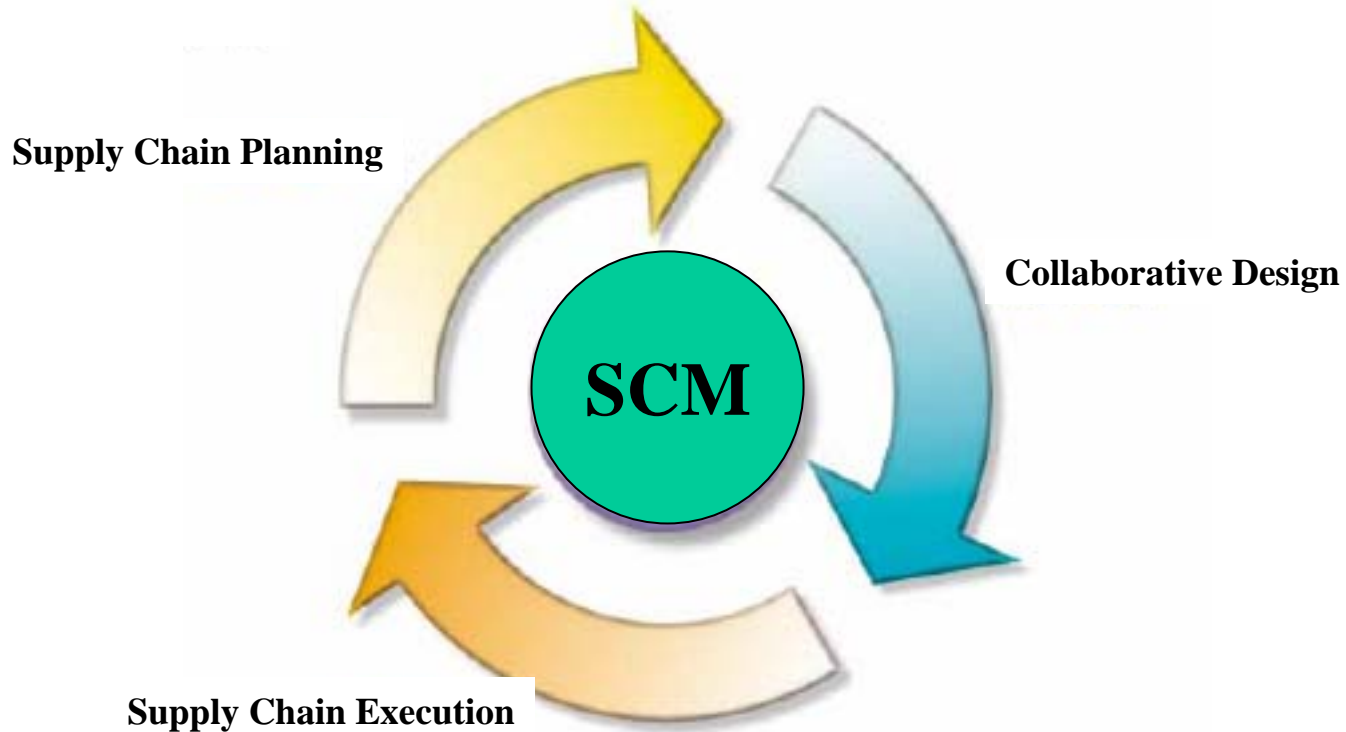 Supply Chain Planning
Collaborative Design
SCM
Supply Chain Execution